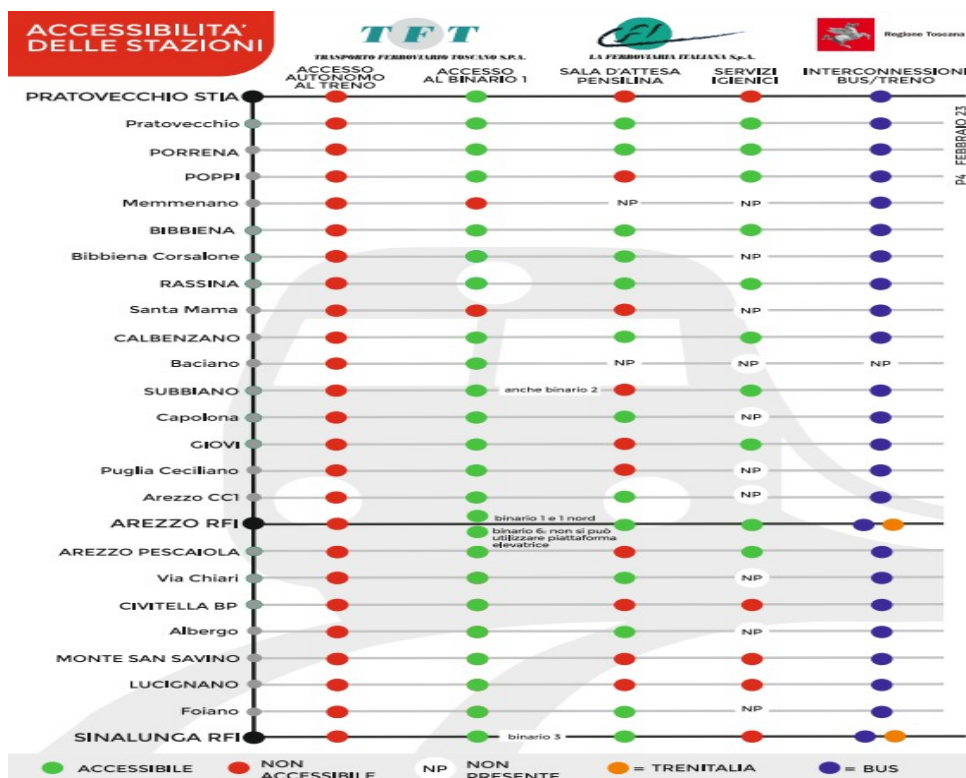 ACCESSIBILITA'
DELLE STAZIONI
TFT
TRASPORTO FERROVIARIO TOSCANO S.P.A.
LFI
LA FERROVIARIA ITALIANA S.p.A.
Regione Toscana
ACCESSO
AUTONOMO
AL TRENO
ACCESSO
AL BINARIO 1
SALA D'ATTESA
PENSILINA
SERVIZI
IGIENICI
INTERCONNESSIONI
BUS/TRENO
P4 FEBBRAIO 23
PRATOVECCHIO STIA
Pratovecchio
PORRENA
POPPI
Memmenano NP NP
BIBBIENA
Bibbiena Corsalone NP
RASSINA
Santa Mama NP
CALBENZANO
Baciano NP NP NP
SUBBIANO anche binario 2
Capolona NP
GIOVI
Puglia Ceciliano NP
Arezzo CC1 NP
AREZZO RFI
binario 1 e 1 nord
binario 6: non si può
utilizzare piattaforma
elevatrice
AREZZO PESCAIOLA
Via Chiari NP
CIVITELLA BP
Albergo NP
MONTE SAN SAVINO
LUCIGNANO
Foiano NP
SINALUNGA RFI binario 3
ACCESSIBILE
NON
ACCESSIBILE
NP NON
PRESENTE
= TRENITALIA
= BUS